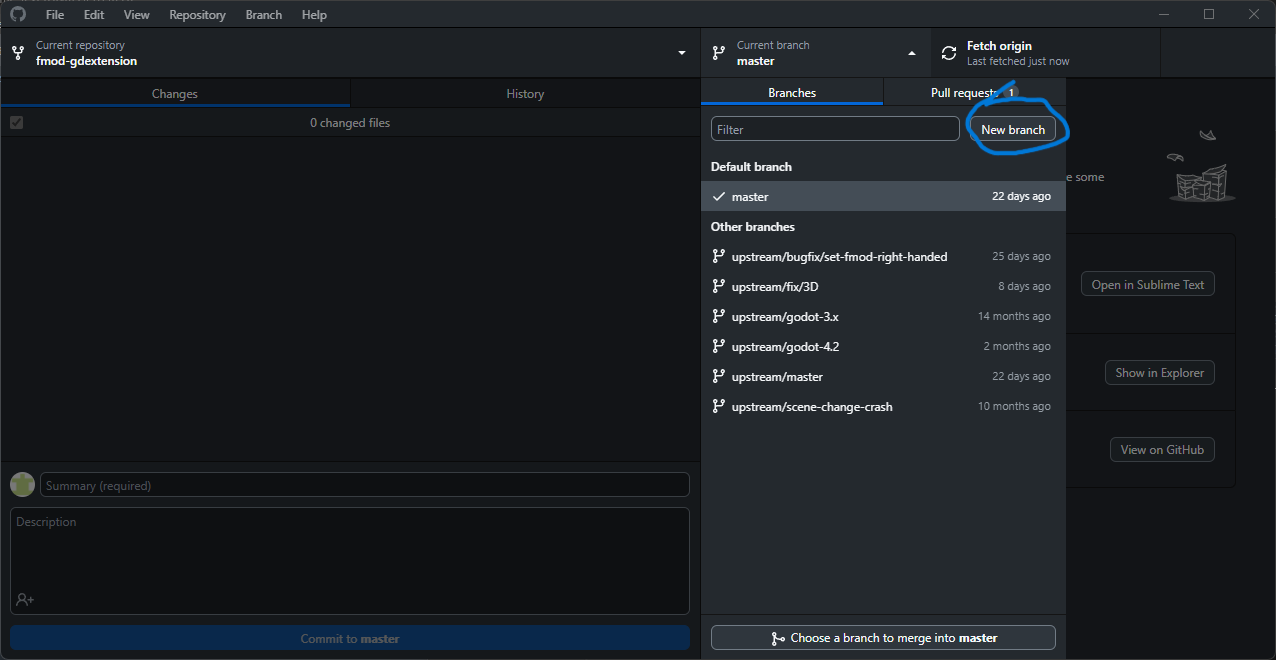 File Edit View Repository Branch Help
Current repository
fmod-gdextension
Current branch
master
Fetch origin
Last fetched just now
Changes
History
0 changed files
Branches
Pull requests 1
Filter
New branch
Default branch
master 22 days ago
Other branches
upstream/bugfix/set-fmod-right-handed 25 days ago
upstream/fix/3D 8 days ago
upstream/godot-3.x 14 months ago
upstream/godot-4.2 2 months ago
upstream/master 22 days ago
upstream/scene-change-crash 10 months ago
Choose a branch to merge into master
e some
Open in Sublime Text
Show in Explorer
View on GitHub
Summary (required)
Description
Commit to master